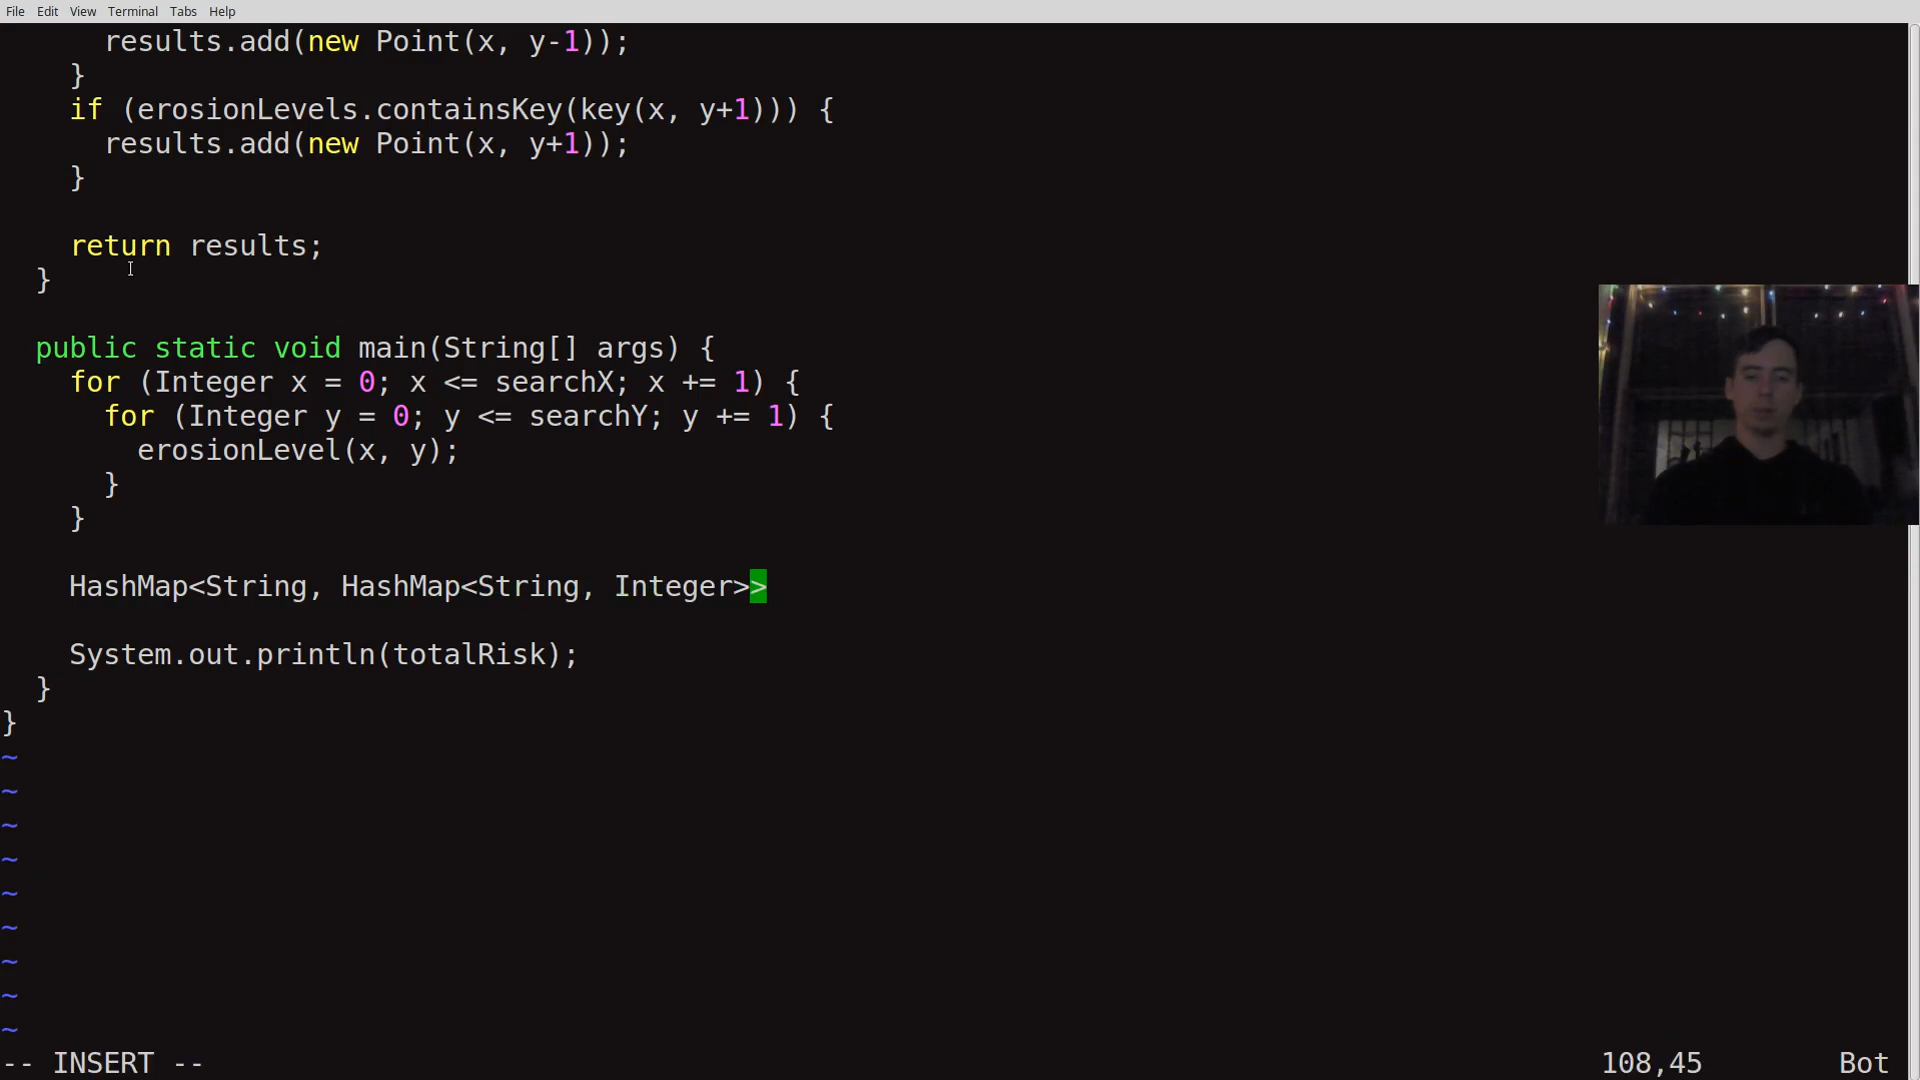 File Edit View Terminal Tabs Help
results.add(new Point(x, y-1));
}
if (erosionLevels.containsKey(key(x, y+1))) {
results.add(new Point(x, y+1));
}
return results;
}
public static void main(String[] args) {
for (Integer x = 0; x <= searchX; x += 1) {
for (Integer y = 0; y <= searchY; y += 1) {
erosionLevel(x, y);
}
}
HashMap<String, HashMap<String, Integer>>
System.out.println(totalRisk);
}
}
~
~
~
~
~
~
~
~
~
-- INSERT -- 108,45 Bot